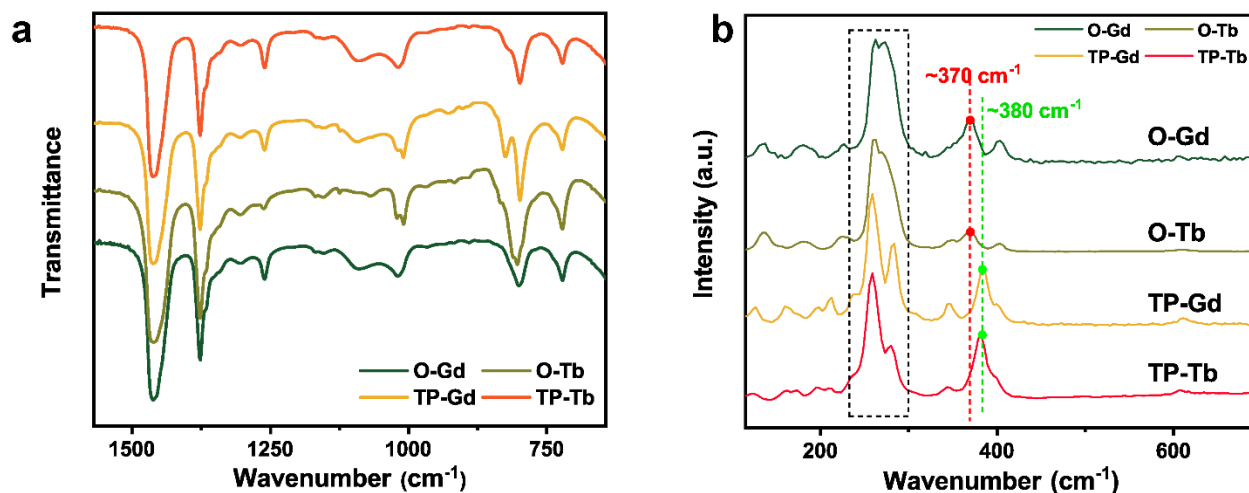 a
Transmittance
O-Gd
O-Tb
TP-Gd
TP-Tb
1500
1250
1000
750
Wavenumber (cm⁻¹)
b
O-Gd
O-Tb
TP-Gd
TP-Tb
~370 cm⁻¹
~380 cm⁻¹
O-Gd
O-Tb
TP-Gd
TP-Tb
Intensity (a.u.)
200
400
600
Wavenumber (cm⁻¹)